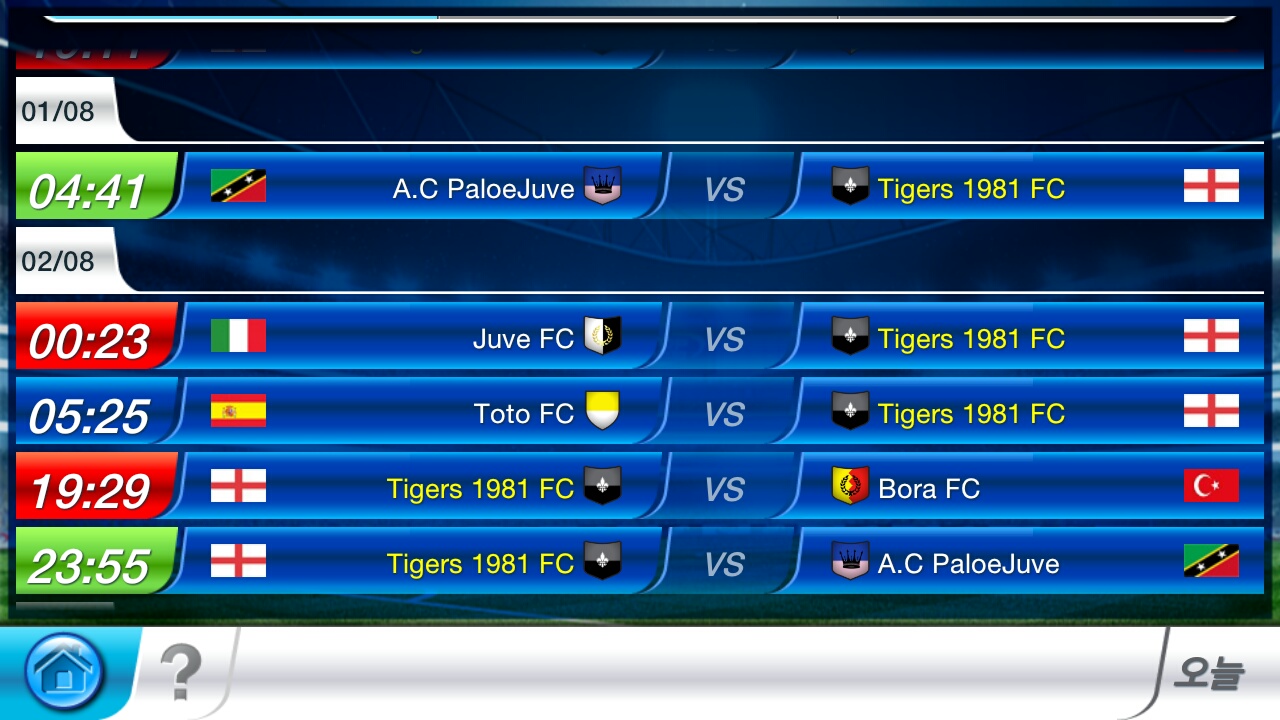 01/08
04:41 A.C PaloeJuve VS Tigers 1981 FC
02/08
00:23 Juve FC VS Tigers 1981 FC
05:25 Toto FC VS Tigers 1981 FC
19:29 Tigers 1981 FC VS Bora FC
23:55 Tigers 1981 FC VS A.C PaloeJuve
? 오늘